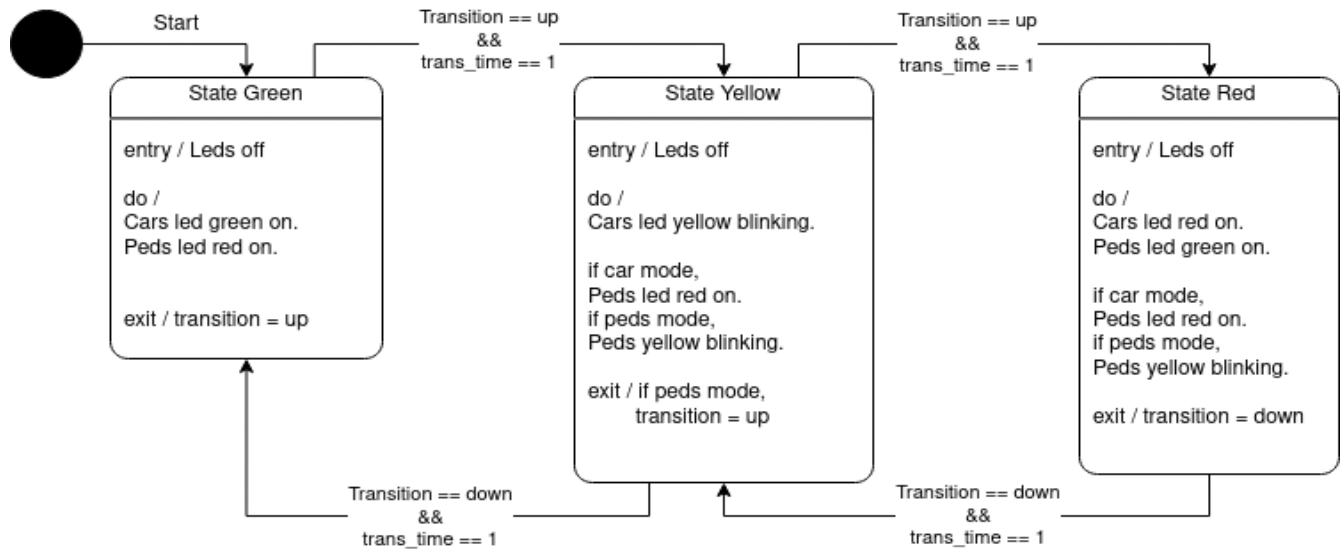 Start
Transition == up
&&
trans_time == 1
Transition == up
&&
trans_time == 1
State Green
entry / Leds off
do /
Cars led green on.
Peds led red on.
exit / transition = up
State Yellow
entry / Leds off
do /
Cars led yellow blinking.
if car mode,
Peds led red on.
if peds mode,
Peds yellow blinking.
exit / if peds mode,
transition = up
State Red
entry / Leds off
do /
Cars led red on.
Peds led green on.
if car mode,
Peds led red on.
if peds mode,
Peds yellow blinking.
exit / transition = down
Transition == down
&&
trans_time == 1
Transition == down
&&
trans_time == 1